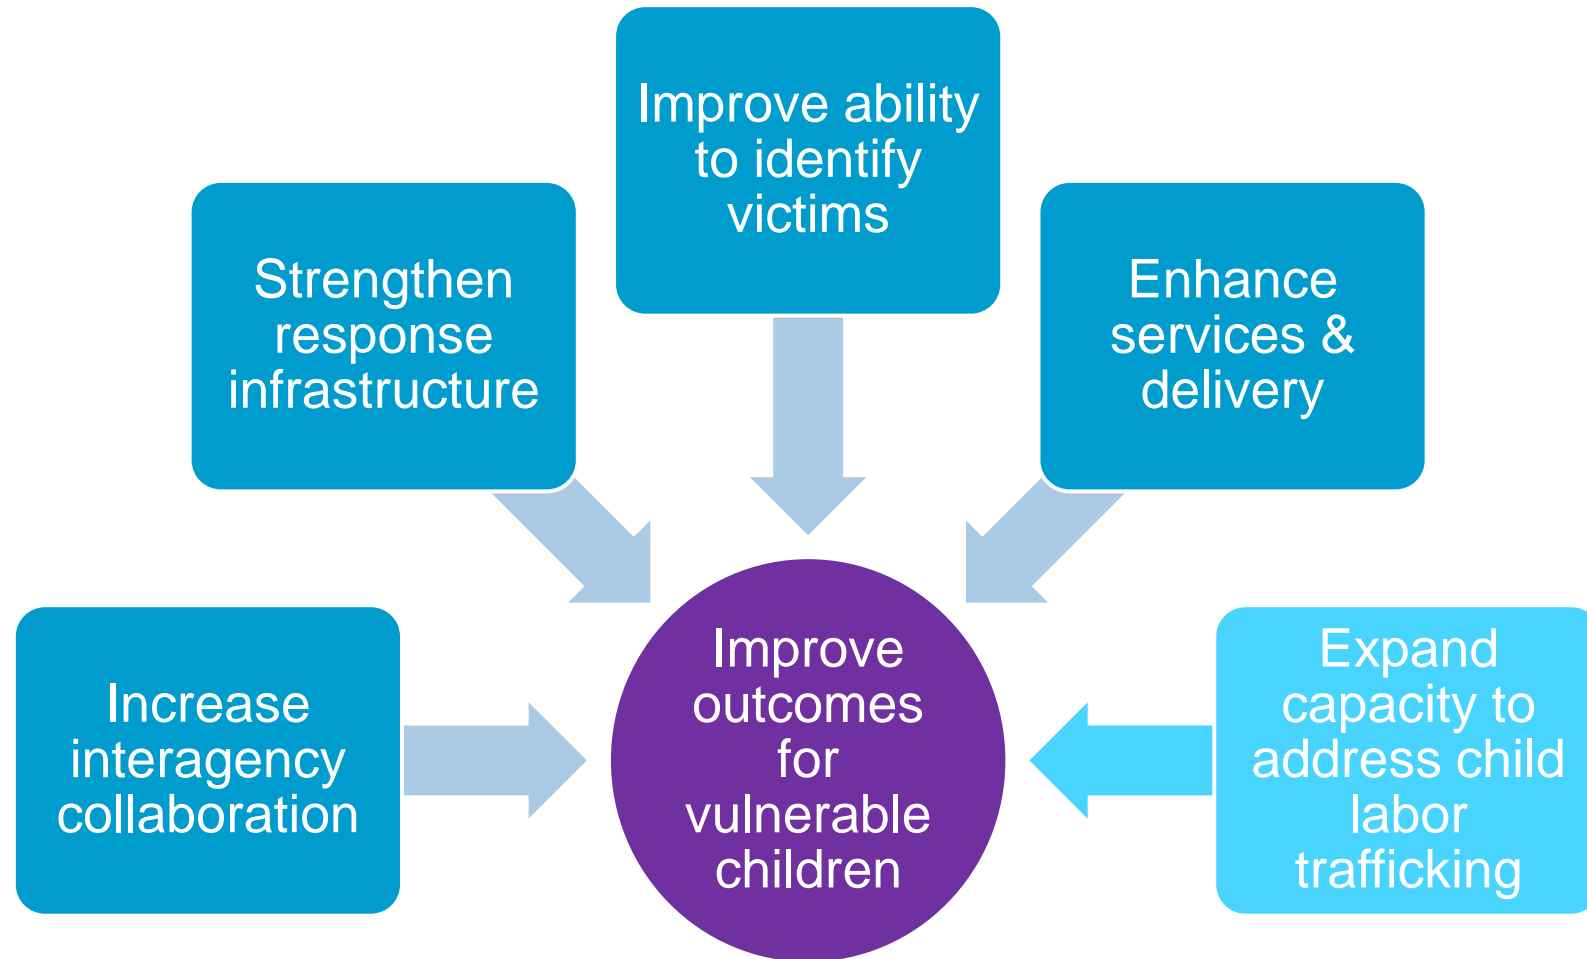 Improve ability
to identify
victims
Strengthen
response
infrastructure
Enhance
services &
delivery
Increase
interagency
collaboration
Improve
outcomes
for
vulnerable
children
Expand
capacity to
address child
labor
trafficking